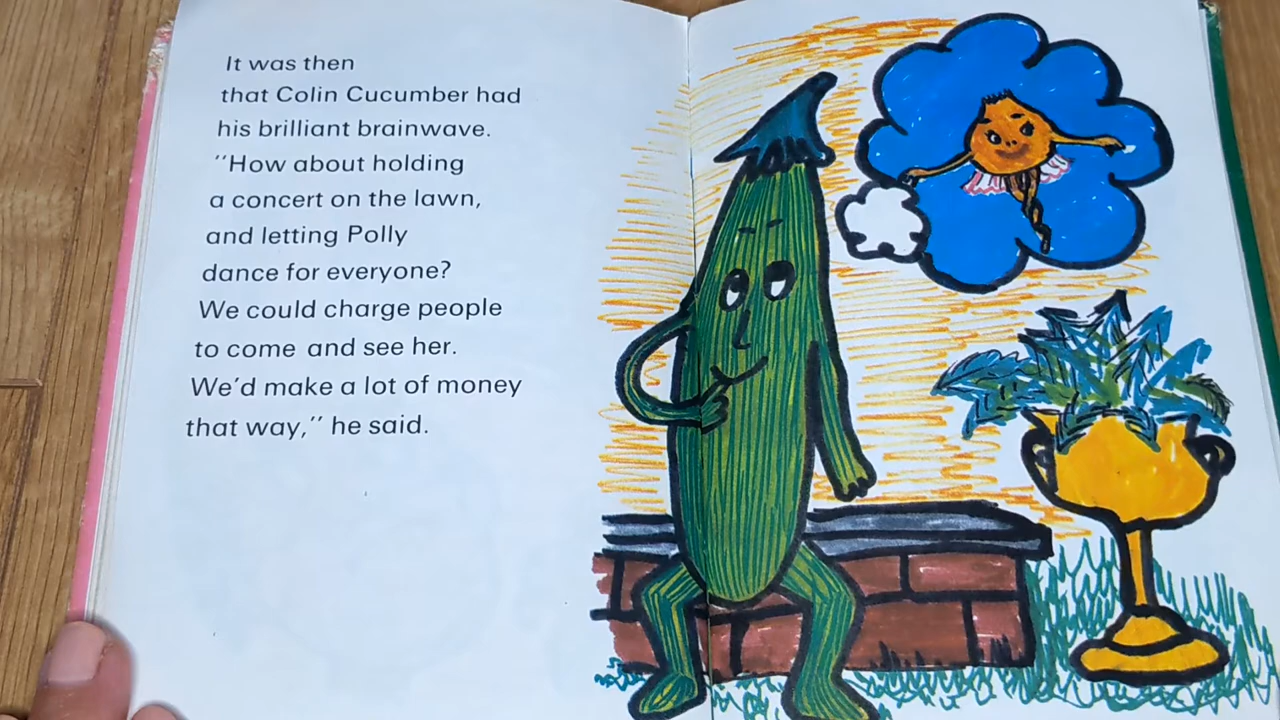 It was then
that Colin Cucumber had
his brilliant brainwave.
"How about holding
a concert on the lawn,
and letting Polly
dance for everyone?
We could charge people
to come and see her.
We'd make a lot of money
that way," he said.